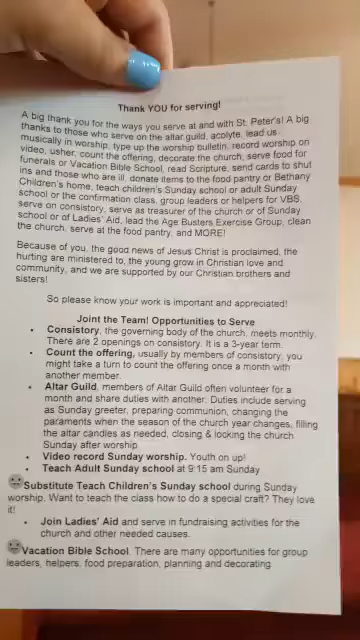 Thank YOU for serving!
A big thank you for the ways you serve at and with St. Peter's! A big
thanks to those who serve on the altar guild, acolyte, lead us
musically in worship, type up the worship bulletin, record worship on
video, usher, count the offering, decorate the church, serve food for
funerals or Vacation Bible School, read Scripture, send cards to shut
ins and those who are ill, donate items to the food pantry or Bethany
Children's home, teach children's Sunday school or adult Sunday
school or the confirmation class, group leaders or helpers for VBS,
serve on consistory, serve as treasurer of the church or of Sunday
school or of Ladies' Aid, lead the Age Busters Exercise Group, clean
the church, serve at the food pantry, and MORE!
Because of you, the good news of Jesus Christ is proclaimed, the
hurting are ministered to, the young grow in Christian love and
community, and we are supported by our Christian brothers and
sisters!
So please know your work is important and appreciated!
Joint the Team! Opportunities to Serve
• Consistory, the governing body of the church, meets monthly.
There are 2 openings on consistory. It is a 3-year term.
• Count the offering, usually by members of consistory, you
might take a turn to count the offering once a month with
another member.
• Altar Guild, members of Altar Guild often volunteer for a
month and share duties with another. Duties include serving
as Sunday greeter, preparing communion, changing the
paraments when the season of the church year changes, filling
the altar candles as needed, closing & locking the church
Sunday after worship
• Video record Sunday worship. Youth on up!
• Teach Adult Sunday school at 9:15 am Sunday
Substitute Teach Children's Sunday school during Sunday
worship. Want to teach the class how to do a special craft? They love
it!
• Join Ladies' Aid and serve in fundraising activities for the
church and other needed causes.
Vacation Bible School. There are many opportunities for group
leaders, helpers, food preparation, planning and decorating